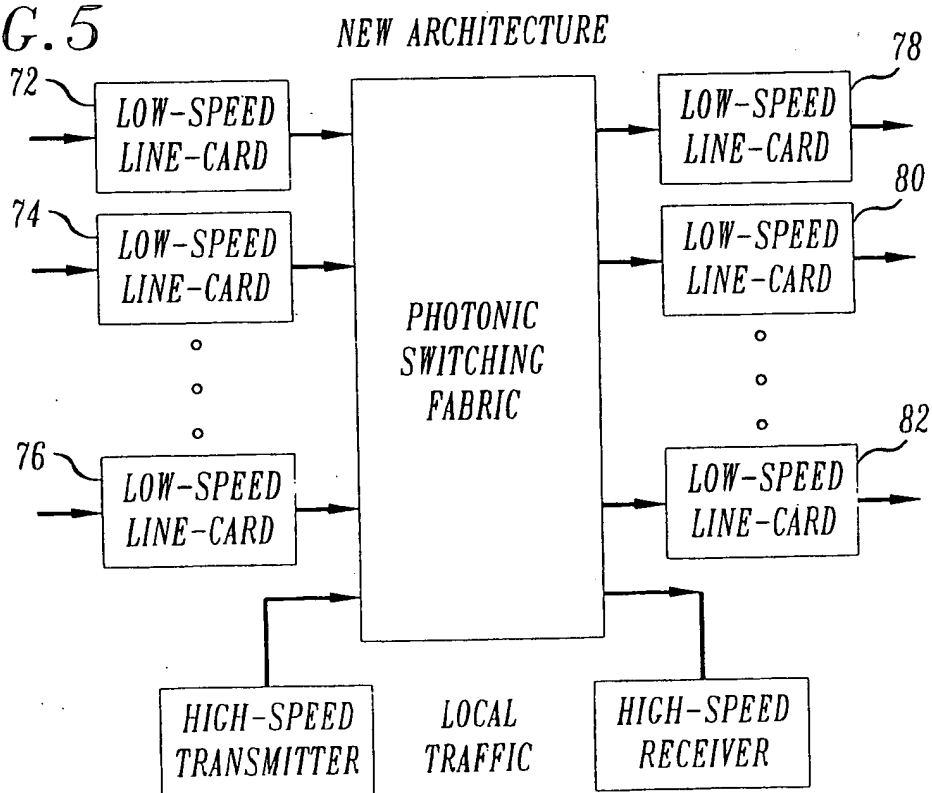 G.5
NEW ARCHITECTURE
72
LOW-SPEED
LINE-CARD
78
LOW-SPEED
LINE-CARD
74
LOW-SPEED
LINE-CARD
80
LOW-SPEED
LINE-CARD
PHOTONIC
SWITCHING
FABRIC
76
LOW-SPEED
LINE-CARD
82
LOW-SPEED
LINE-CARD
HIGH-SPEED
TRANSMITTER
LOCAL
TRAFFIC
HIGH-SPEED
RECEIVER